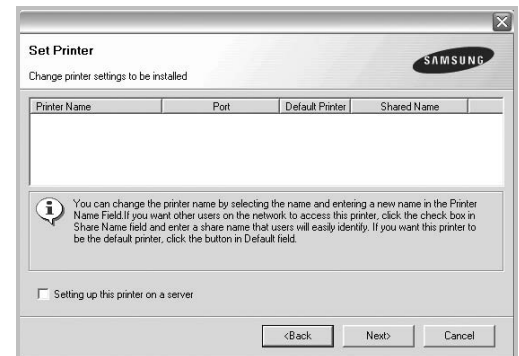 Set Printer
Change printer settings to be installed
SAMSUNG
Printer Name Port Default Printer Shared Name
You can change the printer name by selecting the name and entering a new name in the Printer
Name Field.If you want other users on the network to access this printer, click the check box in
Share Name field and enter a share name that users will easily identify. If you want this printer to
be the default printer, click the button in Default field.
Setting up this printer on a server
<Back Next> Cancel